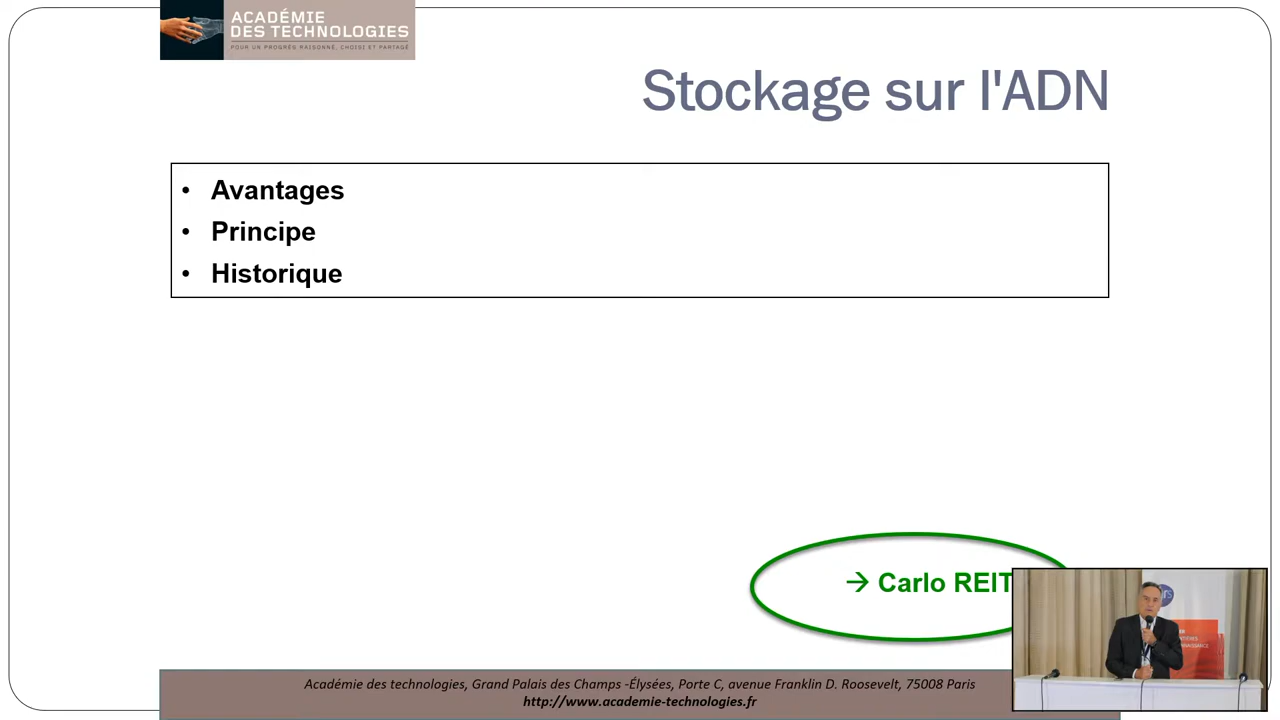 ACADÉMIE
DES TECHNOLOGIES
POUR UN PROGRÈS RAISONNÉ, CHOISI ET PARTAGÉ
Stockage sur l'ADN
• Avantages
• Principe
• Historique
→ Carlo REIT
Académie des technologies, Grand Palais des Champs -Élysées, Porte C, avenue Franklin D. Roosevelt, 75008 Paris
http://www.academie-technologies.fr